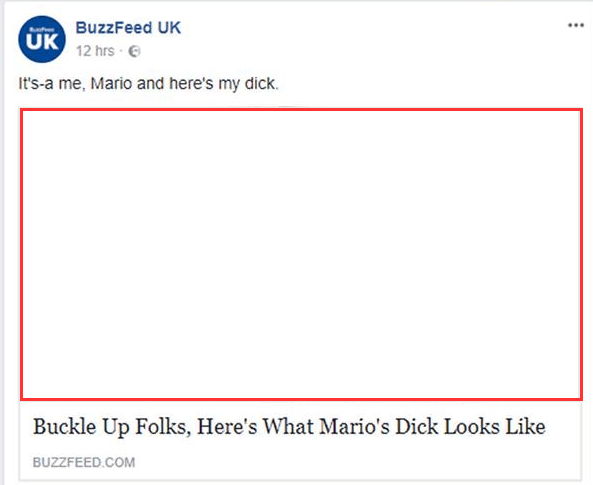 BuzzFeed
UK
BuzzFeed UK
12 hrs ·
It's-a me, Mario and here's my dick.
Buckle Up Folks, Here's What Mario's Dick Looks Like
BUZZFEED.COM